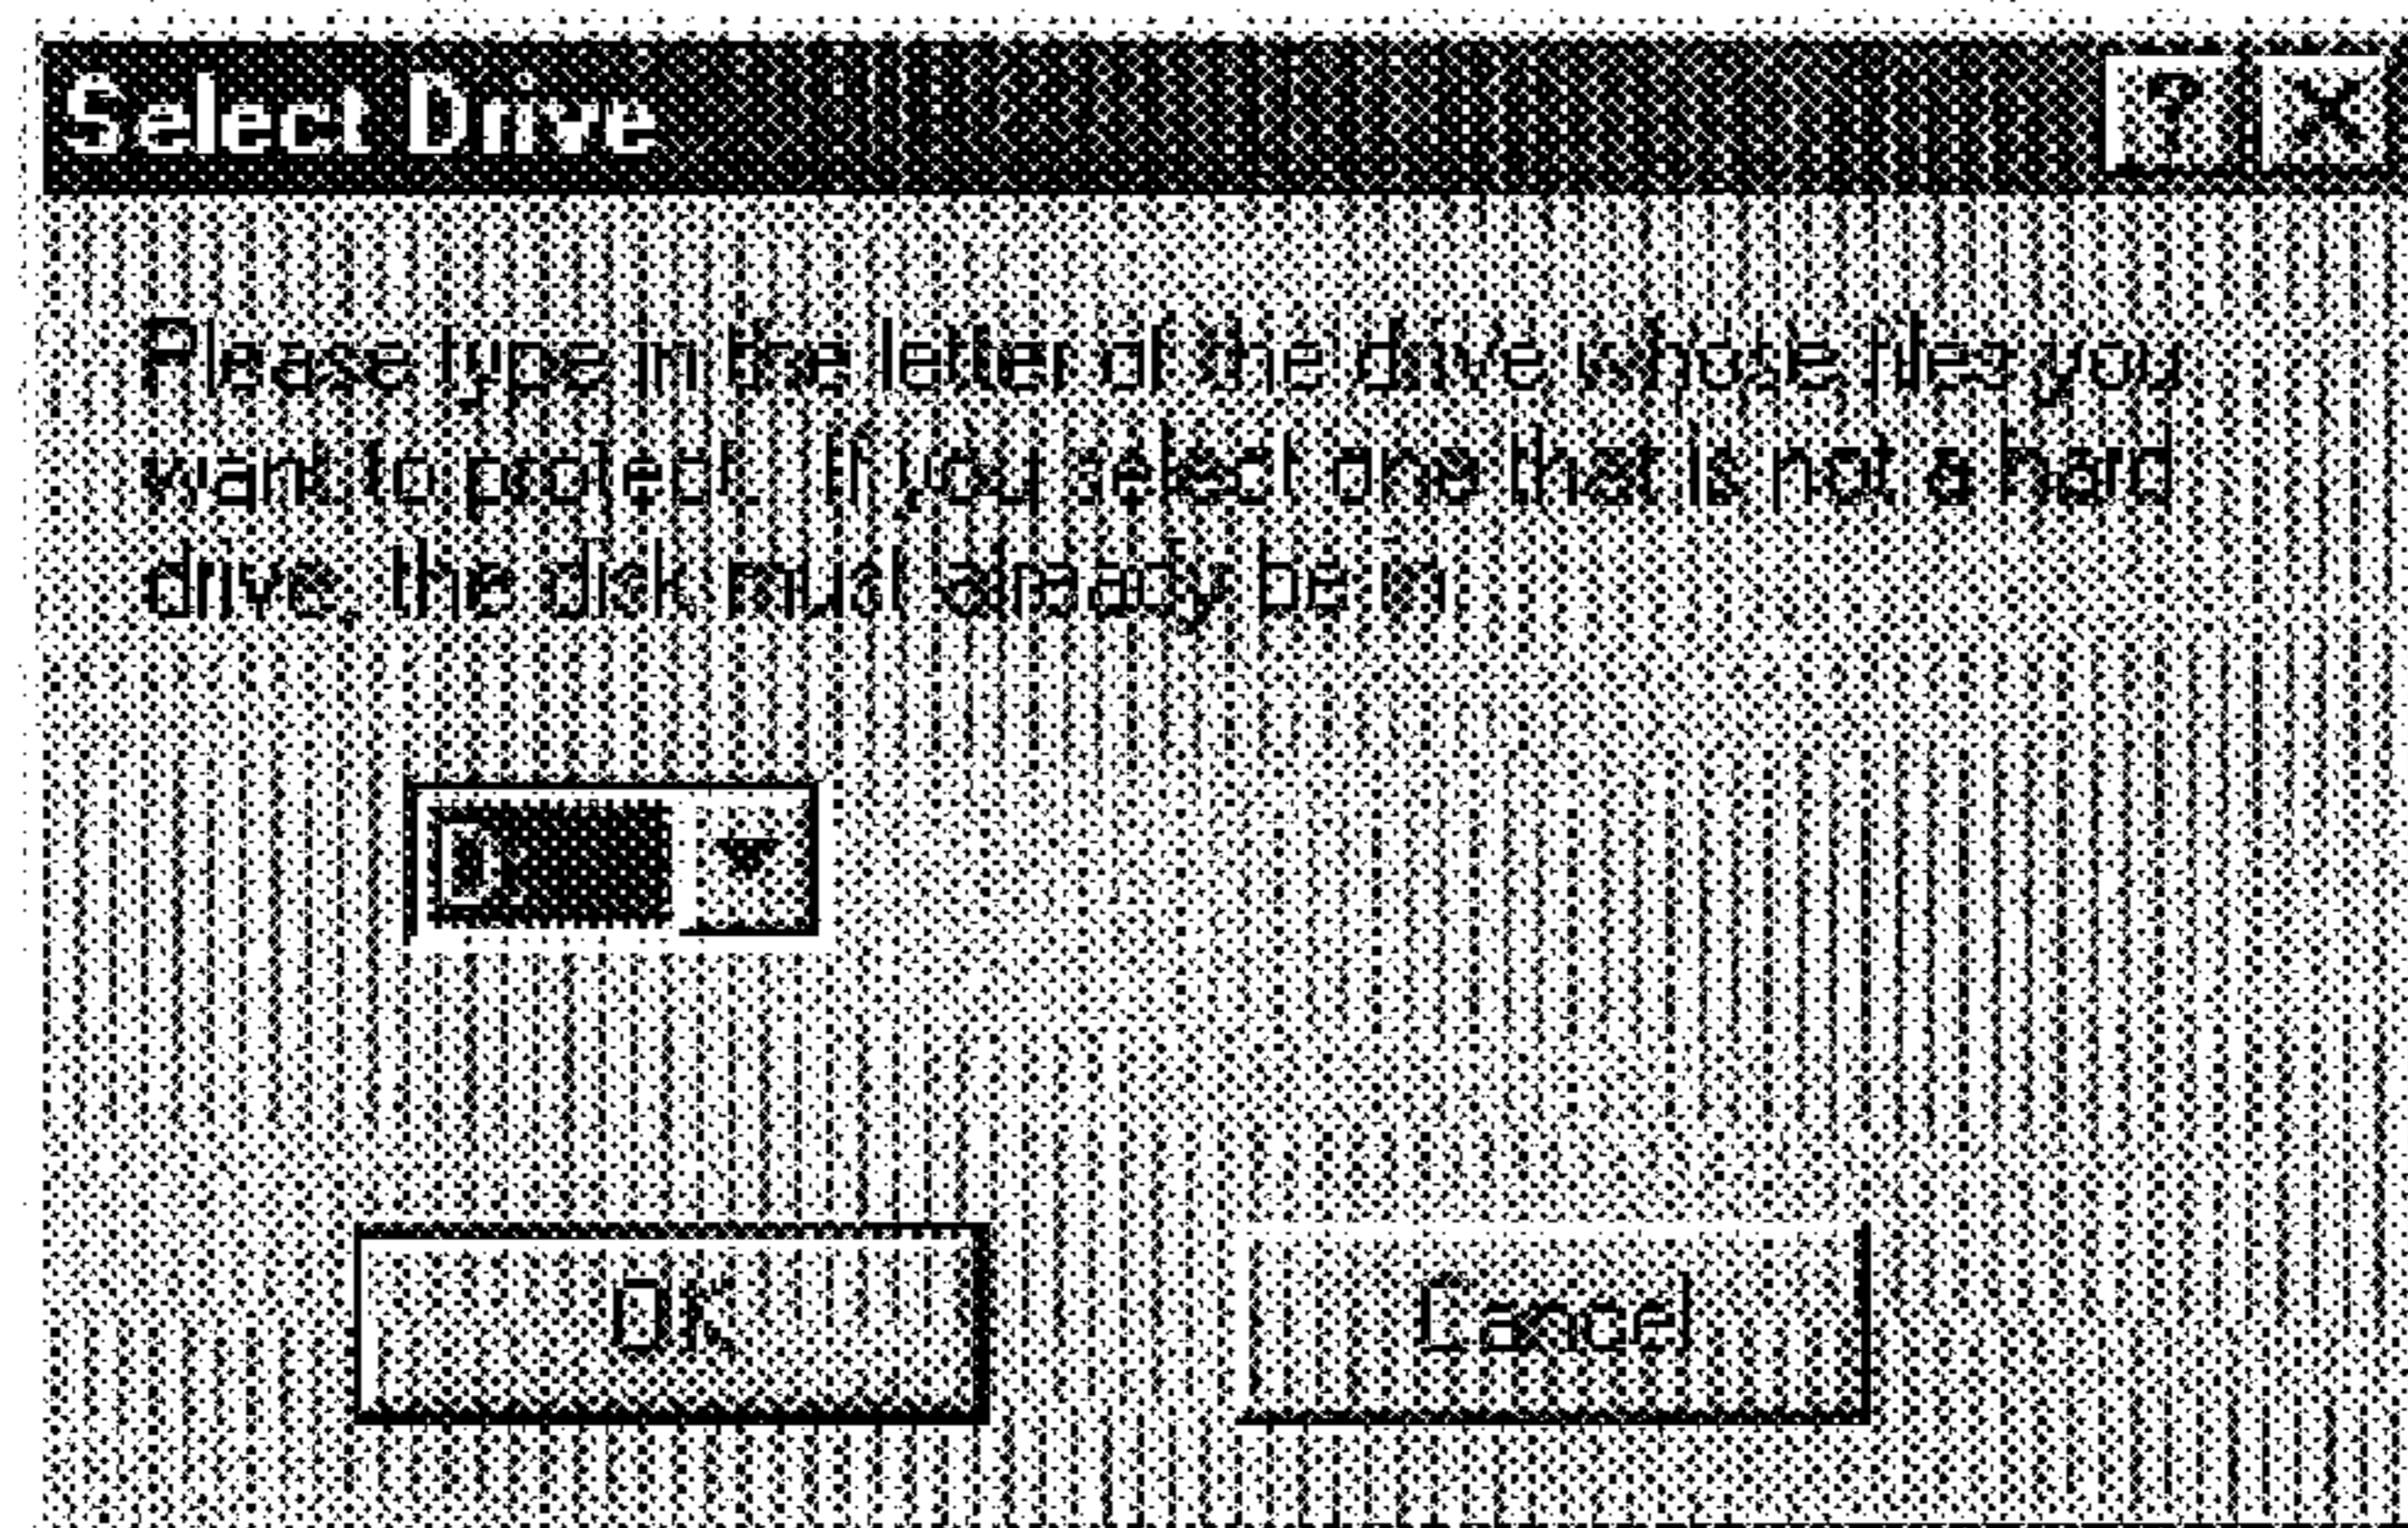 Select Drive
Please type in the letter of the drive whose files you
want to protect. If you select one that is not a hard
drive, the disk must already be in.
D:
OK
Cancel